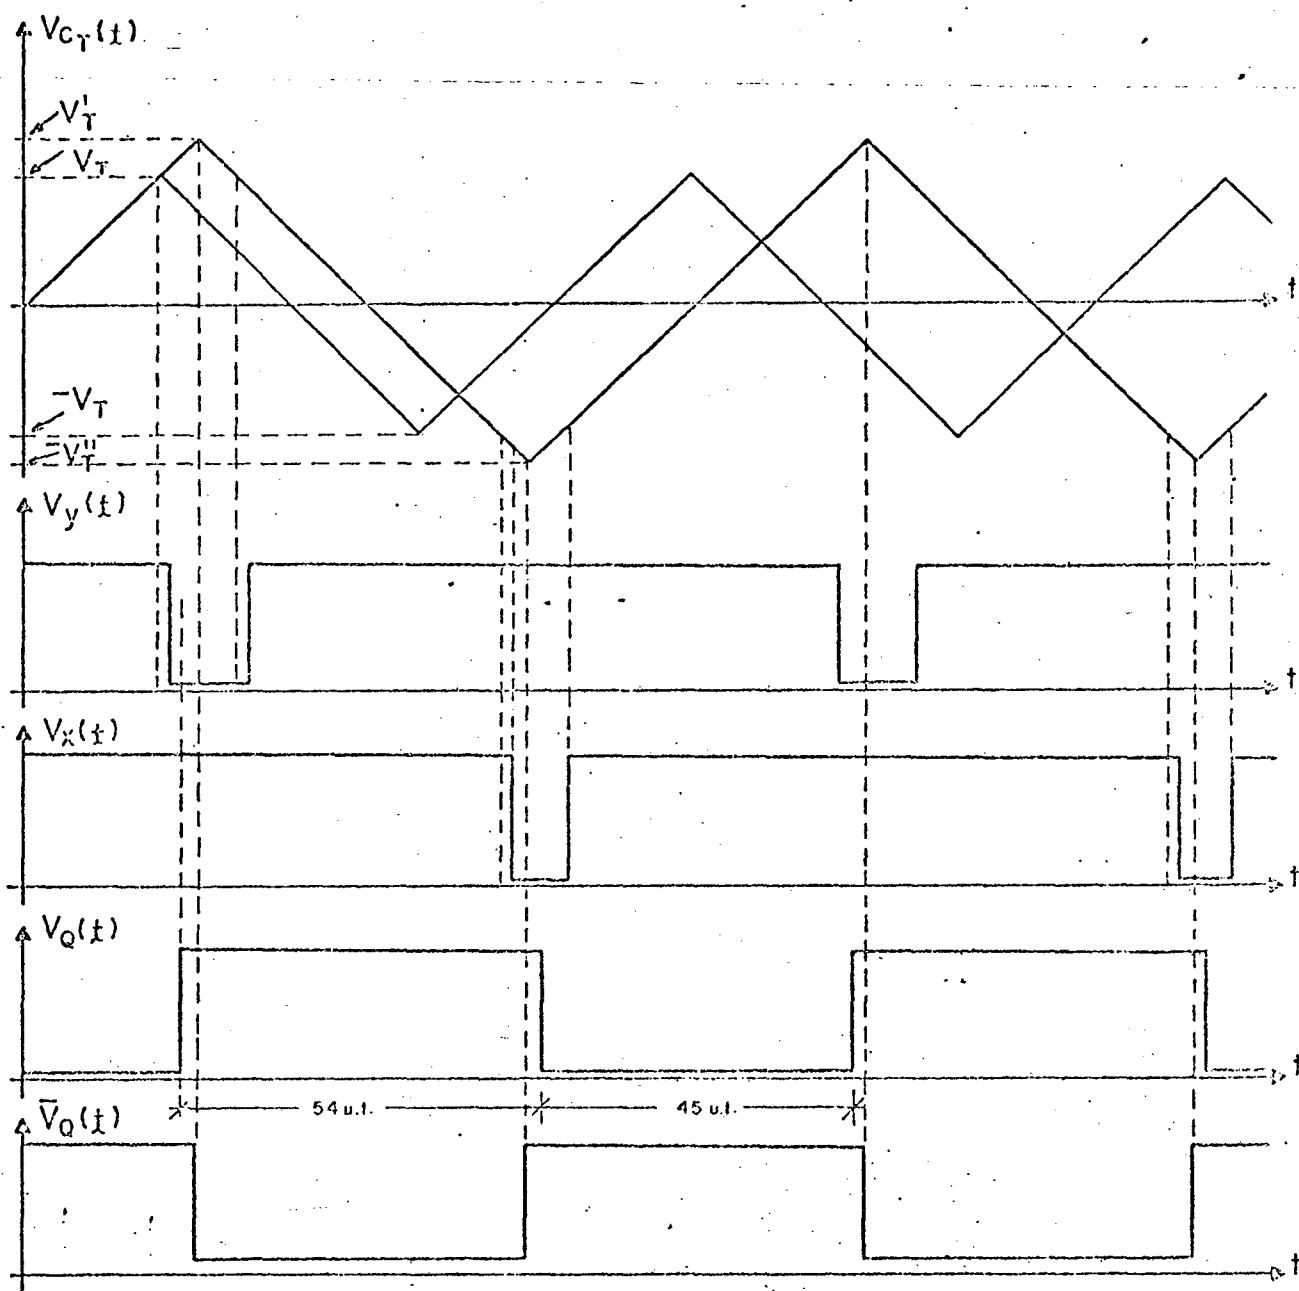 V_{C_T}(t)
V'_T
V_T
t
-V_T
-V''_T
V_y(t)
t
V_X(t)
t
V_Q(t)
t
54 u.t.
45 u.t.
V̄_Q(t)
t